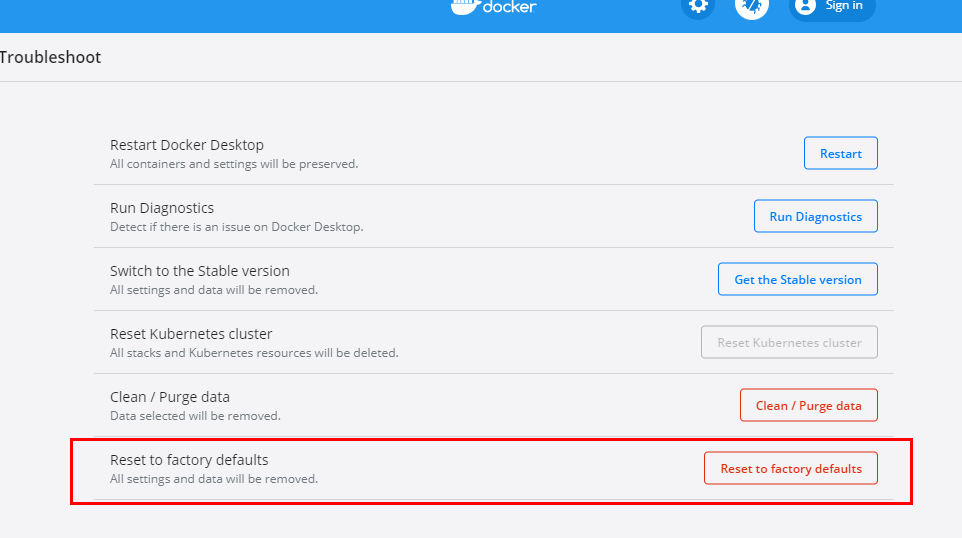 docker
Sign in
Troubleshoot
Restart Docker Desktop
All containers and settings will be preserved.
Restart
Run Diagnostics
Detect if there is an issue on Docker Desktop.
Run Diagnostics
Switch to the Stable version
All settings and data will be removed.
Get the Stable version
Reset Kubernetes cluster
All stacks and Kubernetes resources will be deleted.
Reset Kubernetes cluster
Clean / Purge data
Data selected will be removed.
Clean / Purge data
Reset to factory defaults
All settings and data will be removed.
Reset to factory defaults